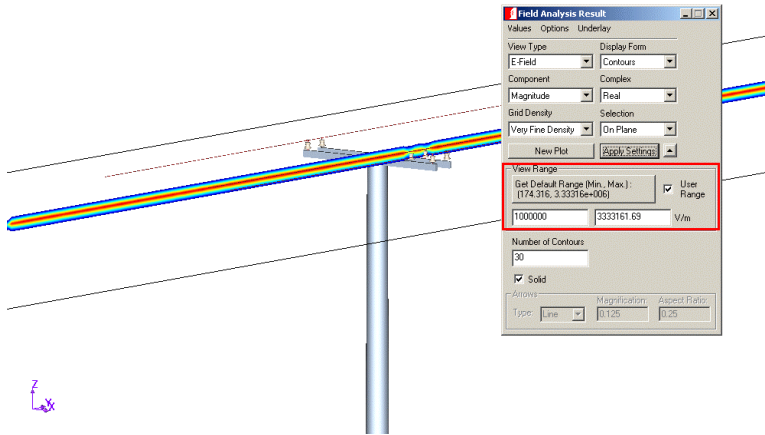 Field Analysis Result
Values Options Underlay
View Type Display Form
E-Field Contours
Component Complex
Magnitude Real
Grid Density Selection
Very Fine Density On Plane
New Plot Apply Settings
View Range
Get Default Range (Min., Max.) :
(174.316, 3.33316e+006)
User
Range
1000000 3333161.69 V/m
Number of Contours
30
Solid
Arrows
Type: Line
Magnification:
0.125
Aspect Ratio:
0.25
Z